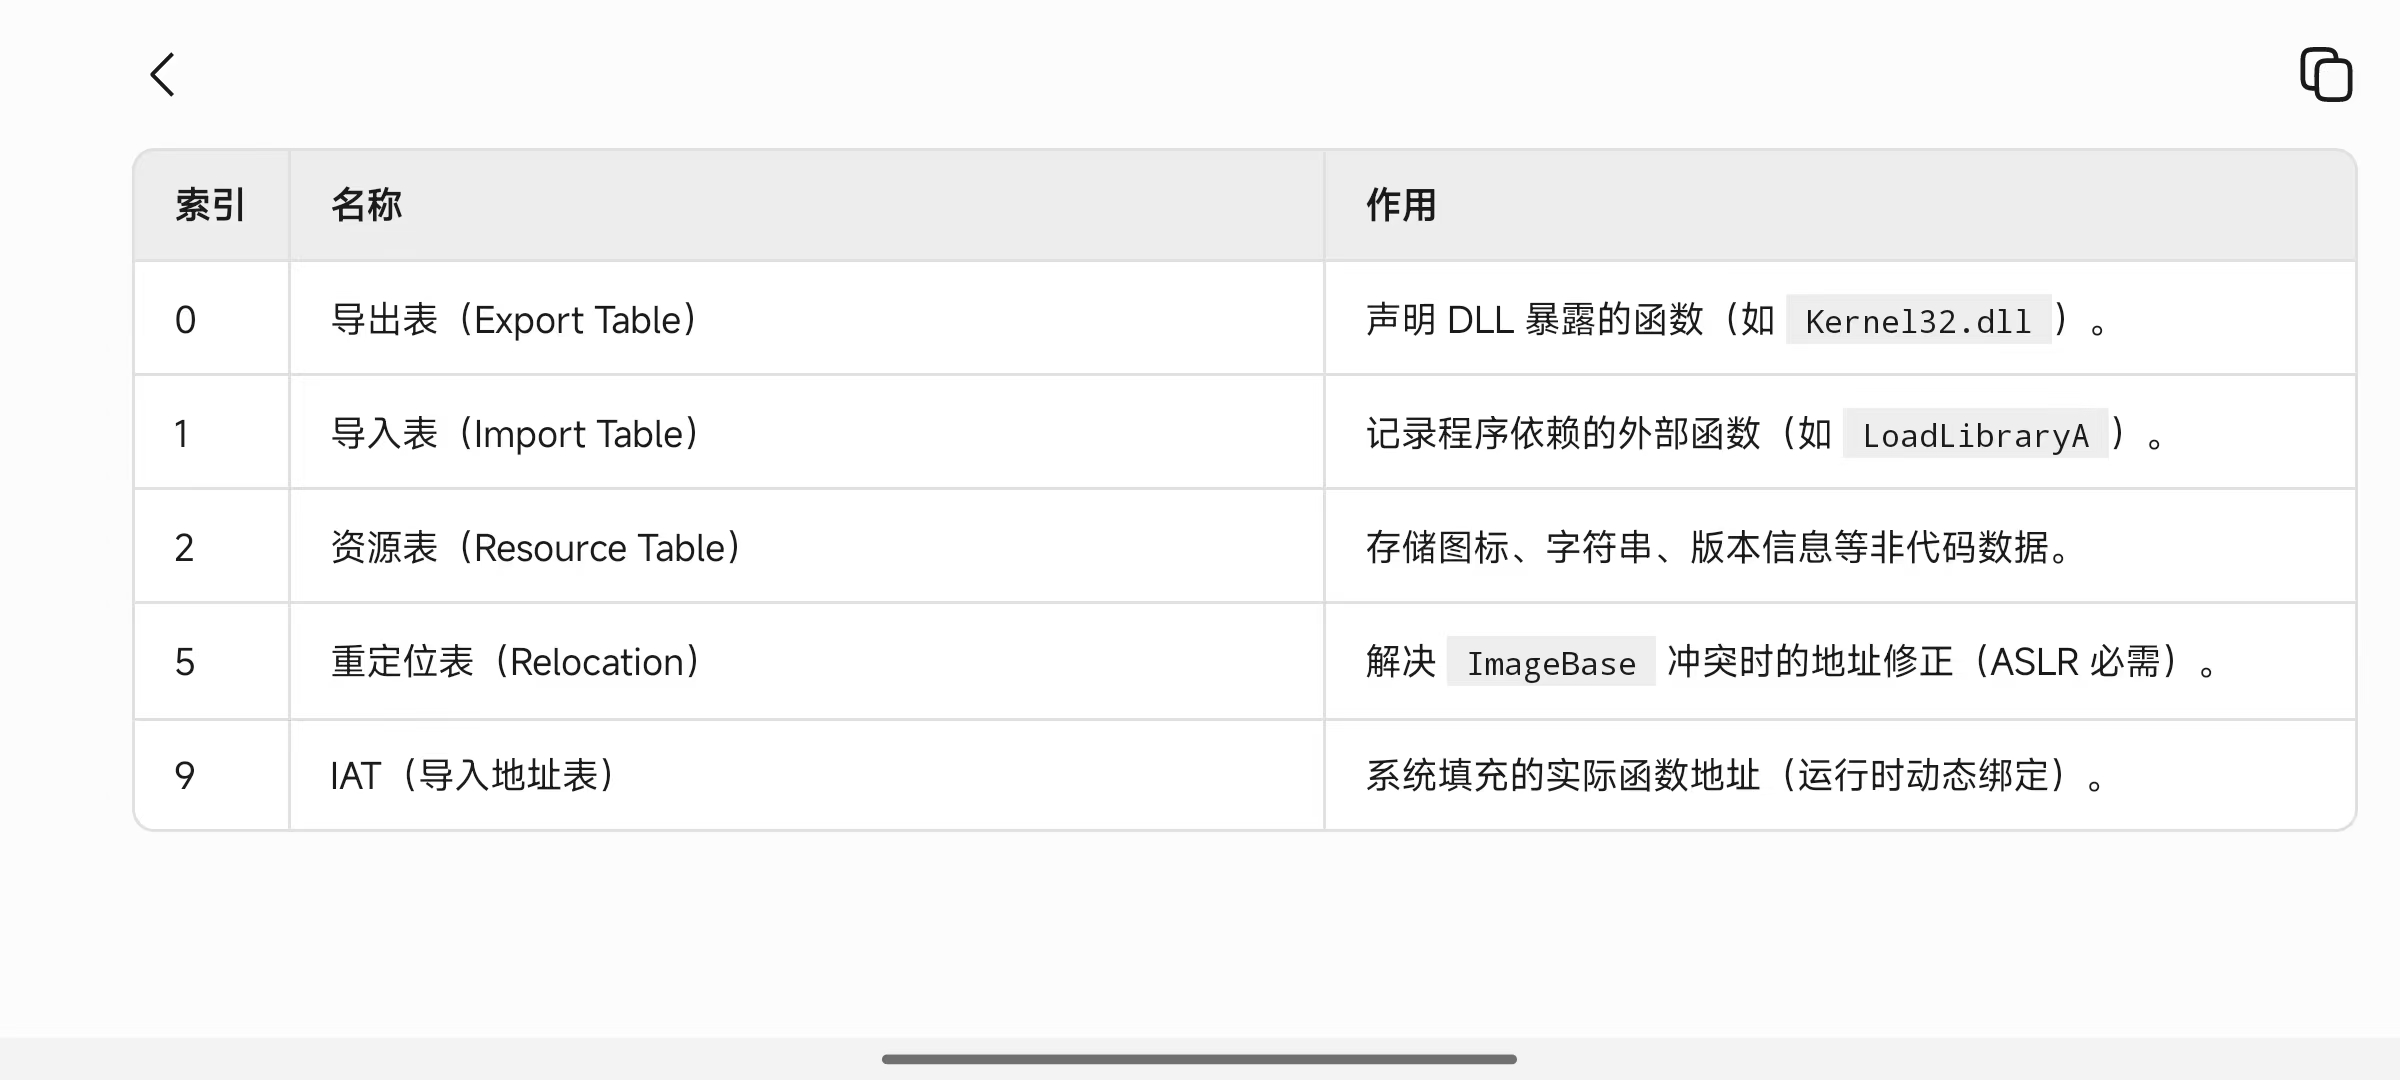 索引 名称 作用
0 导出表（Export Table） 声明 DLL 暴露的函数（如 Kernel32.dll）。
1 导入表（Import Table） 记录程序依赖的外部函数（如 LoadLibraryA）。
2 资源表（Resource Table） 存储图标、字符串、版本信息等非代码数据。
5 重定位表（Relocation） 解决 ImageBase 冲突时的地址修正（ASLR 必需）。
9 IAT（导入地址表） 系统填充的实际函数地址（运行时动态绑定）。